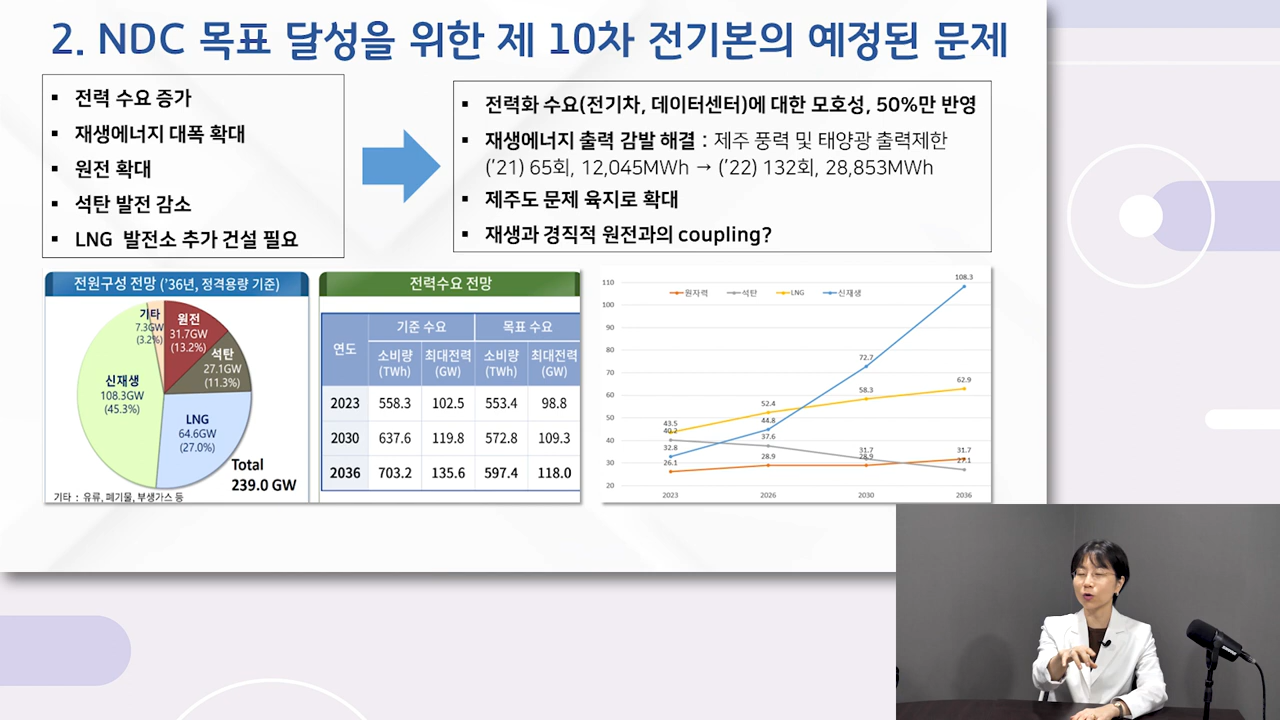 2. NDC 목표 달성을 위한 제 10차 전기본의 예정된 문제
▪ 전력 수요 증가
▪ 재생에너지 대폭 확대
▪ 원전 확대
▪ 석탄 발전 감소
▪ LNG 발전소 추가 건설 필요
▪ 전력화 수요(전기차, 데이터센터)에 대한 모호성, 50%만 반영
▪ 재생에너지 출력 감발 해결 : 제주 풍력 및 태양광 출력제한
(’21) 65회, 12,045MWh → (’22) 132회, 28,853MWh
▪ 제주도 문제 육지로 확대
▪ 재생과 경직적 원전과의 coupling?
전원구성 전망 (’36년, 정격용량 기준)
기타
7.3GW
(3.2%)
원전
31.7GW
(13.2%)
석탄
27.1GW
(11.3%)
신재생
108.3GW
(45.3%)
LNG
64.6GW
(27.0%)
Total
239.0 GW
기타 : 유류, 폐기물, 부생가스 등
전력수요 전망
연도 기준 수요 목표 수요
소비량 (TWh) 최대전력 (GW) 소비량 (TWh) 최대전력 (GW)
2023 558.3 102.5 553.4 98.8
2030 637.6 119.8 572.8 109.3
2036 703.2 135.6 597.4 118.0
원자력 석탄 LNG 신재생
110
100
90
80
70
60
50
40
30
20
43.5 52.4 58.3 62.9
40.2 37.6 31.7 27.1
32.8 44.8 72.7 108.3
26.1 28.9 28.9 31.7
2023 2026 2030 2036